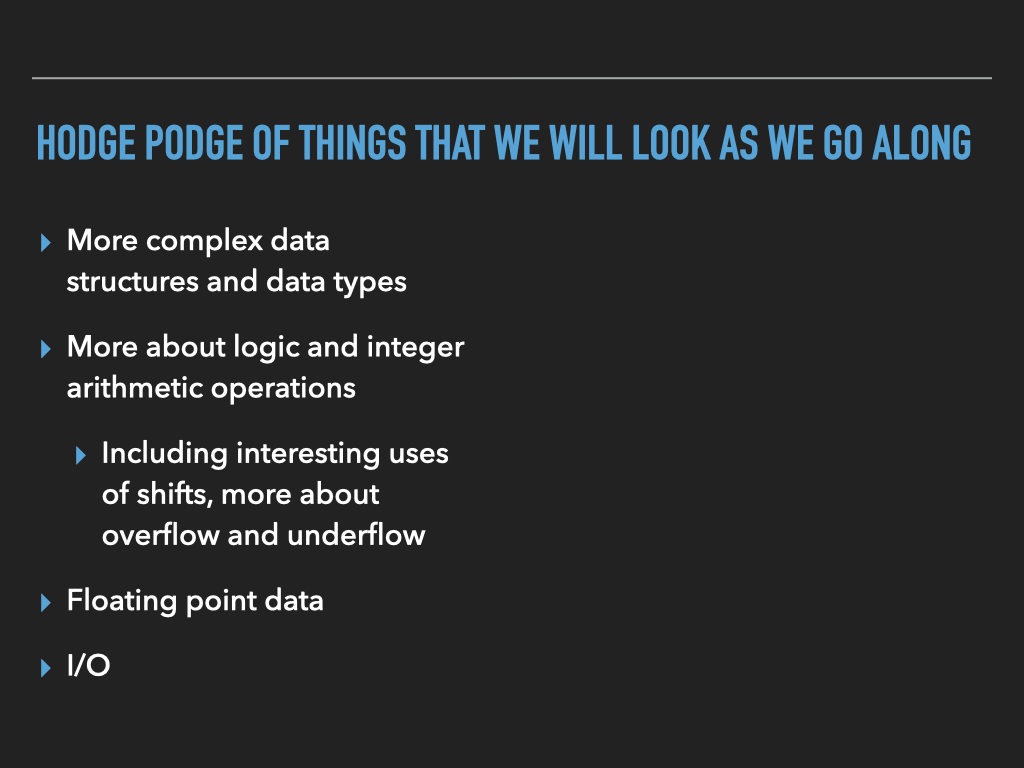 HODGE PODGE OF THINGS THAT WE WILL LOOK AS WE GO ALONG
More complex data
structures and data types
More about logic and integer
arithmetic operations
Including interesting uses
of shifts, more about
overflow and underflow
Floating point data
I/O